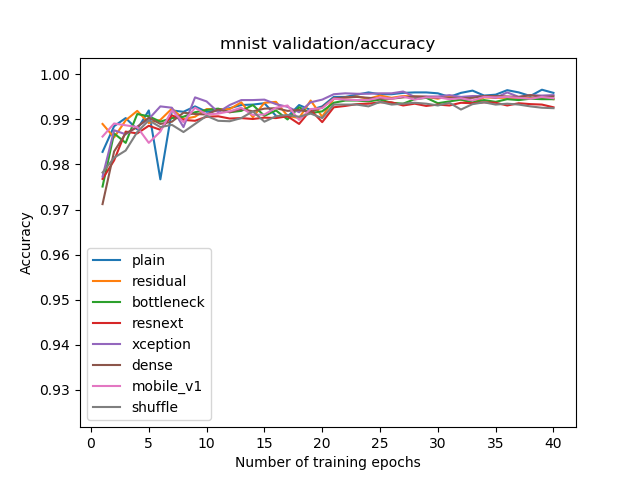 mnist validation/accuracy
Accuracy
1.00
0.99
0.98
0.97
0.96
0.95
0.94
0.93
plain
residual
bottleneck
resnext
xception
dense
mobile_v1
shuffle
0 5 10 15 20 25 30 35 40
Number of training epochs